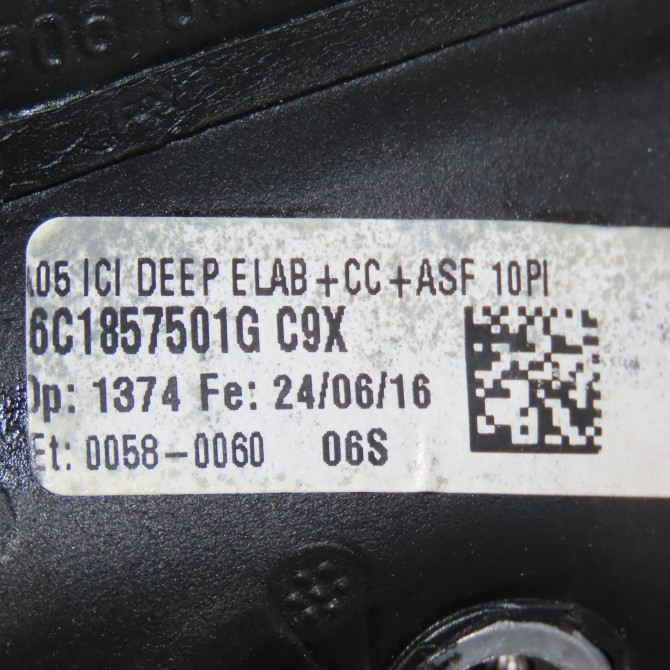 A05 ICI DEEP ELAB+CC+ASF 10PI
6C1857501G C9X
Op: 1374 Fe: 24/06/16
Et: 0058-0060 06S